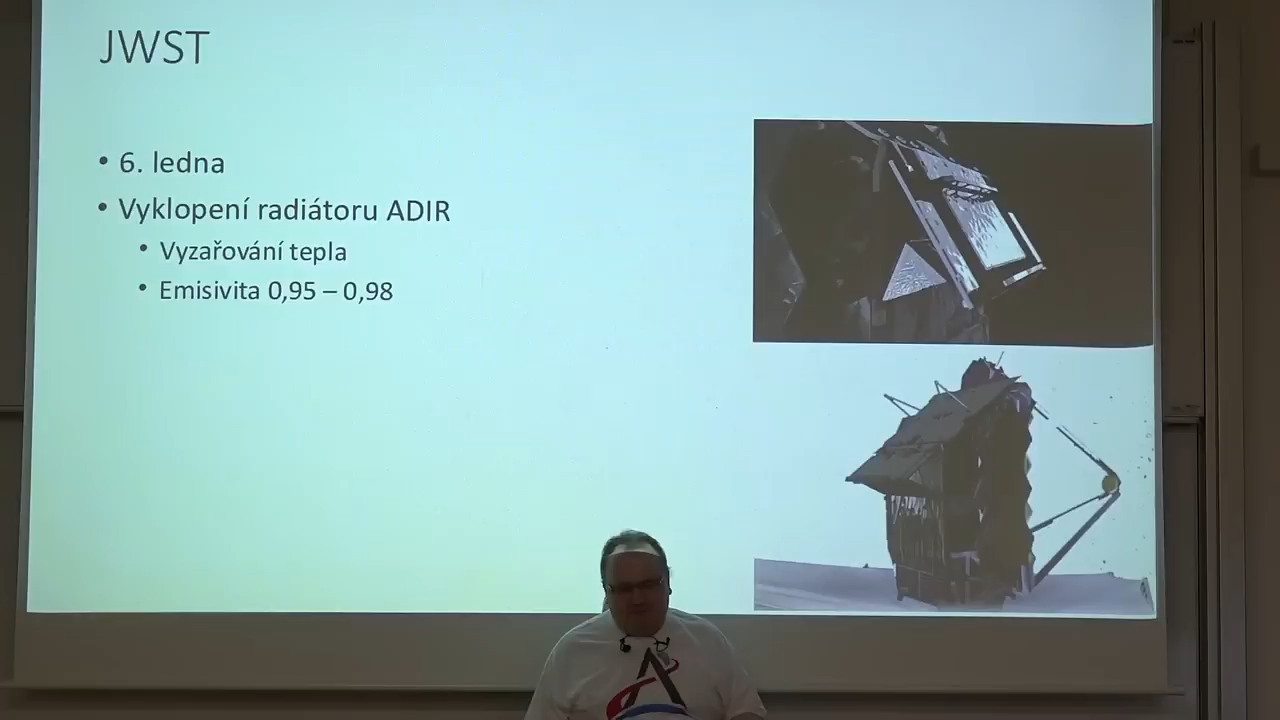 JWST
• 6. ledna
• Vyklopení radiátoru ADIR
• Vyzařování tepla
• Emisivita 0,95 – 0,98